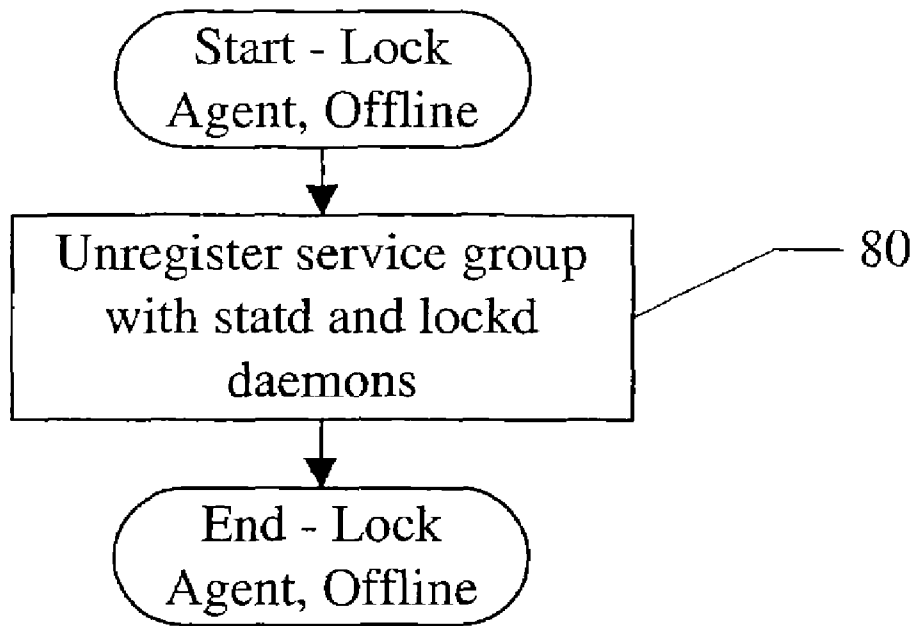 Start - Lock
Agent, Offline
Unregister service group
with statd and lockd
daemons
80
End - Lock
Agent, Offline